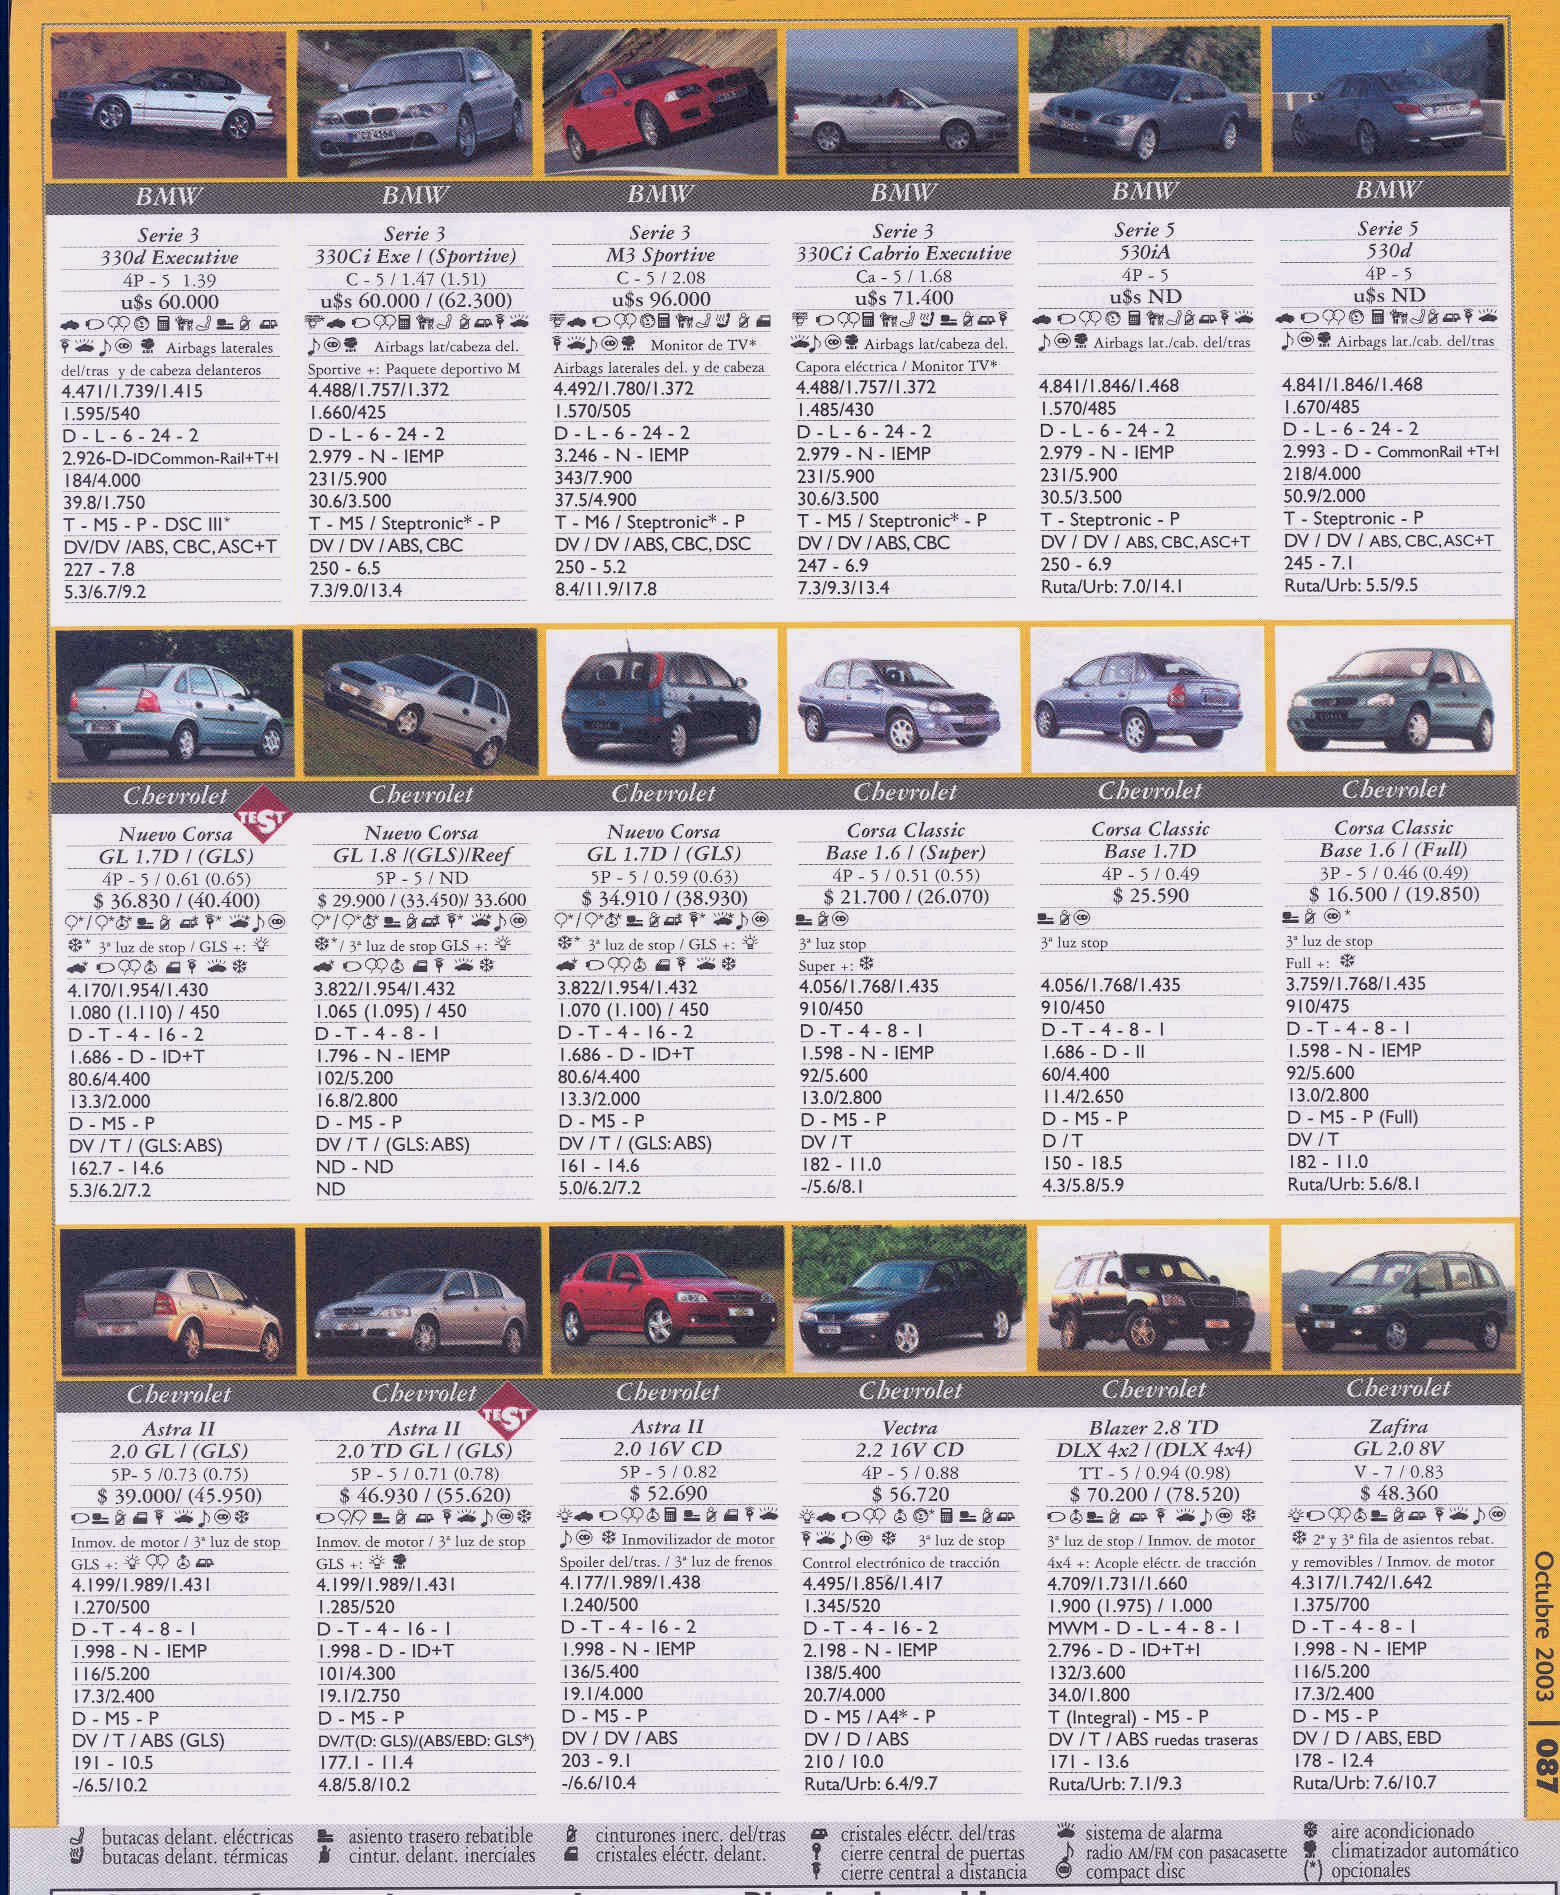 BMW
Serie 3
330d Executive
4P - 5 1.39
u$s 60.000
Airbags laterales
del/tras y de cabeza delanteros
4.471/1.739/1.415
1.595/540
D - L - 6 - 24 - 2
2.926-D-IDCommon-Rail+T+I
184/4.000
39.8/1.750
T - M5 - P - DSC III*
DV/DV /ABS, CBC, ASC+T
227 - 7.8
5.3/6.7/9.2
BMW
Serie 3
330Ci Exe / (Sportive)
C - 5 / 1.47 (1.51)
u$s 60.000 / (62.300)
Airbags lat/cabeza del.
Sportive +: Paquete deportivo M
4.488/1.757/1.372
1.660/425
D - L - 6 - 24 - 2
2.979 - N - IEMP
231/5.900
30.6/3.500
T - M5 / Steptronic* - P
DV / DV / ABS, CBC
250 - 6.5
7.3/9.0/13.4
BMW
Serie 3
M3 Sportive
C - 5 / 2.08
u$s 96.000
Monitor de TV*
Airbags laterales del. y de cabeza
4.492/1.780/1.372
1.570/505
D - L - 6 - 24 - 2
3.246 - N - IEMP
343/7.900
37.5/4.900
T - M6 / Steptronic* - P
DV / DV / ABS, CBC, DSC
250 - 5.2
8.4/11.9/17.8
BMW
Serie 3
330Ci Cabrio Executive
Ca - 5 / 1.68
u$s 71.400
Airbags lat/cabeza del.
Capora eléctrica / Monitor TV*
4.488/1.757/1.372
1.485/430
D - L - 6 - 24 - 2
2.979 - N - IEMP
231/5.900
30.6/3.500
T - M5 / Steptronic* - P
DV / DV / ABS, CBC
247 - 6.9
7.3/9.3/13.4
BMW
Serie 5
530iA
4P - 5
u$s ND
Airbags lat./cab. del/tras
4.841/1.846/1.468
1.570/485
D - L - 6 - 24 - 2
2.979 - N - IEMP
231/5.900
30.5/3.500
T - Steptronic - P
DV / DV / ABS, CBC, ASC+T
250 - 6.9
Ruta/Urb: 7.0/14.1
BMW
Serie 5
530d
4P - 5
u$s ND
Airbags lat./cab. del/tras
4.841/1.846/1.468
1.670/485
D - L - 6 - 24 - 2
2.993 - D - CommonRail +T+I
218/4.000
50.9/2.000
T - Steptronic - P
DV / DV / ABS, CBC, ASC+T
245 - 7.1
Ruta/Urb: 5.5/9.5
Chevrolet
TEST
Nuevo Corsa
GL 1.7D / (GLS)
4P - 5 / 0.61 (0.65)
$ 36.830 / (40.400)
3ª luz de stop / GLS +:
4.170/1.954/1.430
1.080 (1.110) / 450
D - T - 4 - 16 - 2
1.686 - D - ID+T
80.6/4.400
13.3/2.000
D - M5 - P
DV / T / (GLS: ABS)
162.7 - 14.6
5.3/6.2/7.2
Chevrolet
Nuevo Corsa
GL 1.8 /(GLS)/Reef
5P - 5 / ND
$ 29.900 / (33.450)/ 33.600
3ª luz de stop GLS +:
3.822/1.954/1.432
1.065 (1.095) / 450
D - T - 4 - 8 - 1
1.796 - N - IEMP
102/5.200
16.8/2.800
D - M5 - P
DV / T / (GLS: ABS)
ND - ND
ND
Chevrolet
Nuevo Corsa
GL 1.7D / (GLS)
5P - 5 / 0.59 (0.63)
$ 34.910 / (38.930)
3ª luz de stop / GLS +:
3.822/1.954/1.432
1.070 (1.100) / 450
D - T - 4 - 16 - 2
1.686 - D - ID+T
80.6/4.400
13.3/2.000
D - M5 - P
DV / T / (GLS: ABS)
161 - 14.6
5.0/6.2/7.2
Chevrolet
Corsa Classic
Base 1.6 / (Super)
4P - 5 / 0.51 (0.55)
$ 21.700 / (26.070)
3ª luz stop
Super +:
4.056/1.768/1.435
910/450
D - T - 4 - 8 - 1
1.598 - N - IEMP
92/5.600
13.0/2.800
D - M5 - P
DV / T
182 - 11.0
-/5.6/8.1
Chevrolet
Corsa Classic
Base 1.7D
4P - 5 / 0.49
$ 25.590
3ª luz stop
4.056/1.768/1.435
910/450
D - T - 4 - 8 - 1
1.686 - D - II
60/4.400
11.4/2.650
D - M5 - P
D / T
150 - 18.5
4.3/5.8/5.9
Chevrolet
Corsa Classic
Base 1.6 / (Full)
3P - 5 / 0.46 (0.49)
$ 16.500 / (19.850)
3ª luz de stop
Full +:
3.759/1.768/1.435
910/475
D - T - 4 - 8 - 1
1.598 - N - IEMP
92/5.600
13.0/2.800
D - M5 - P (Full)
DV / T
182 - 11.0
Ruta/Urb: 5.6/8.1
Chevrolet
Astra II
2.0 GL / (GLS)
5P- 5 /0.73 (0.75)
$ 39.000/ (45.950)
Inmov. de motor / 3ª luz de stop
GLS +:
4.199/1.989/1.431
1.270/500
D - T - 4 - 8 - 1
1.998 - N - IEMP
116/5.200
17.3/2.400
D - M5 - P
DV / T / ABS (GLS)
191 - 10.5
-/6.5/10.2
Chevrolet
TEST
Astra II
2.0 TD GL / (GLS)
5P - 5 / 0.71 (0.78)
$ 46.930 / (55.620)
Inmov. de motor / 3ª luz de stop
GLS +:
4.199/1.989/1.431
1.285/520
D - T - 4 - 16 - 1
1.998 - D - ID+T
101/4.300
19.1/2.750
D - M5 - P
DV/T(D: GLS)/(ABS/EBD: GLS*)
177.1 - 11.4
4.8/5.8/10.2
Chevrolet
Astra II
2.0 16V CD
5P - 5 / 0.82
$ 52.690
Inmovilizador de motor
Spoiler del/tras. / 3ª luz de frenos
4.177/1.989/1.438
1.240/500
D - T - 4 - 16 - 2
1.998 - N - IEMP
136/5.400
19.1/4.000
D - M5 - P
DV / DV / ABS
203 - 9.1
-/6.6/10.4
Chevrolet
Vectra
2.2 16V CD
4P - 5 / 0.88
$ 56.720
3ª luz de stop
Control electrónico de tracción
4.495/1.856/1.417
1.345/520
D - T - 4 - 16 - 2
2.198 - N - IEMP
138/5.400
20.7/4.000
D - M5 / A4* - P
DV / D / ABS
210 / 10.0
Ruta/Urb: 6.4/9.7
Chevrolet
Blazer 2.8 TD
DLX 4x2 / (DLX 4x4)
TT - 5 / 0.94 (0.98)
$ 70.200 / (78.520)
3ª luz de stop / Inmov. de motor
4x4 +: Acople eléctr. de tracción
4.709/1.731/1.660
1.900 (1.975) / 1.000
MWM - D - L - 4 - 8 - 1
2.796 - D - ID+T+I
132/3.600
34.0/1.800
T (Integral) - M5 - P
DV / T / ABS ruedas traseras
171 - 13.6
Ruta/Urb: 7.1/9.3
Chevrolet
Zafira
GL 2.0 8V
V - 7 / 0.83
$ 48.360
2ª y 3ª fila de asientos rebat.
y removibles / Inmov. de motor
4.317/1.742/1.642
1.375/700
D - T - 4 - 8 - 1
1.998 - N - IEMP
116/5.200
17.3/2.400
D - M5 - P
DV / D / ABS, EBD
178 - 12.4
Ruta/Urb: 7.6/10.7
Octubre 2003 | 087
butacas delant. eléctricas
butacas delant. térmicas
asiento trasero rebatible
cintur. delant. inerciales
cinturones inerc. del/tras
cristales eléctr. delant.
cristales eléctr. del/tras
cierre central de puertas
cierre central a distancia
sistema de alarma
radio AM/FM con pasacasette
compact disc
aire acondicionado
climatizador automático
(*) opcionales